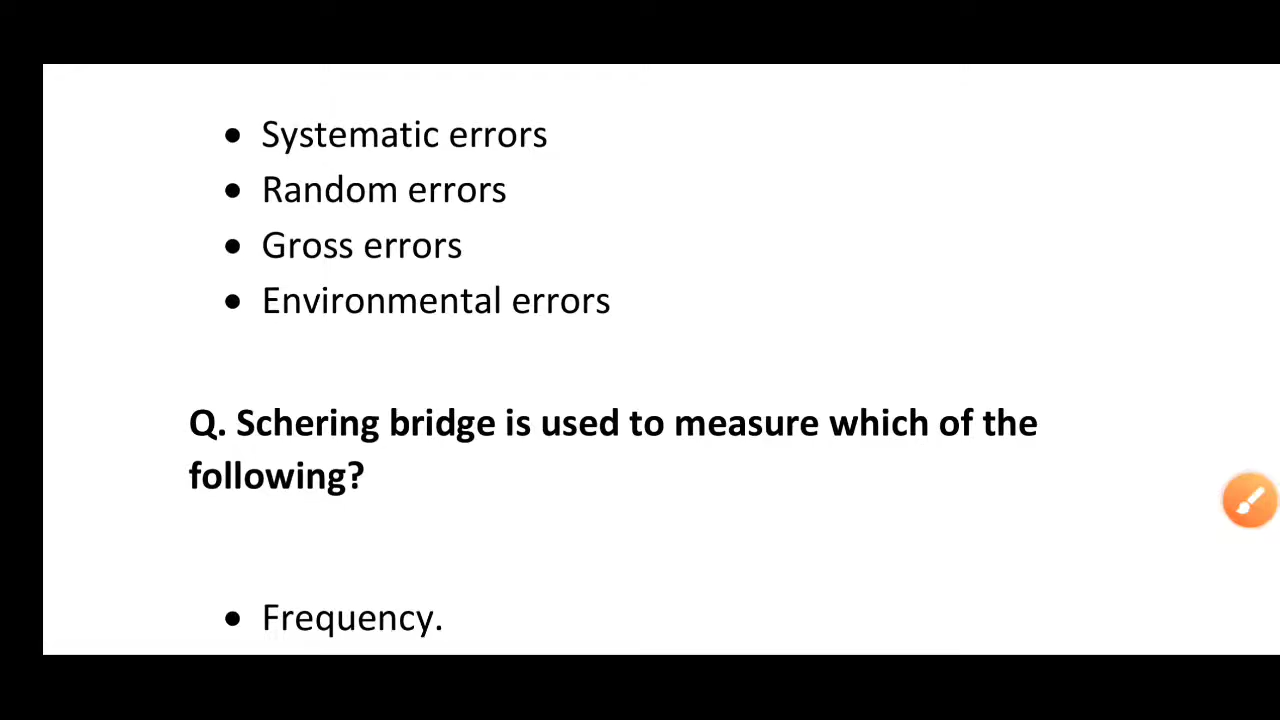 • Systematic errors
• Random errors
• Gross errors
• Environmental errors
Q. Schering bridge is used to measure which of the
following?
• Frequency.